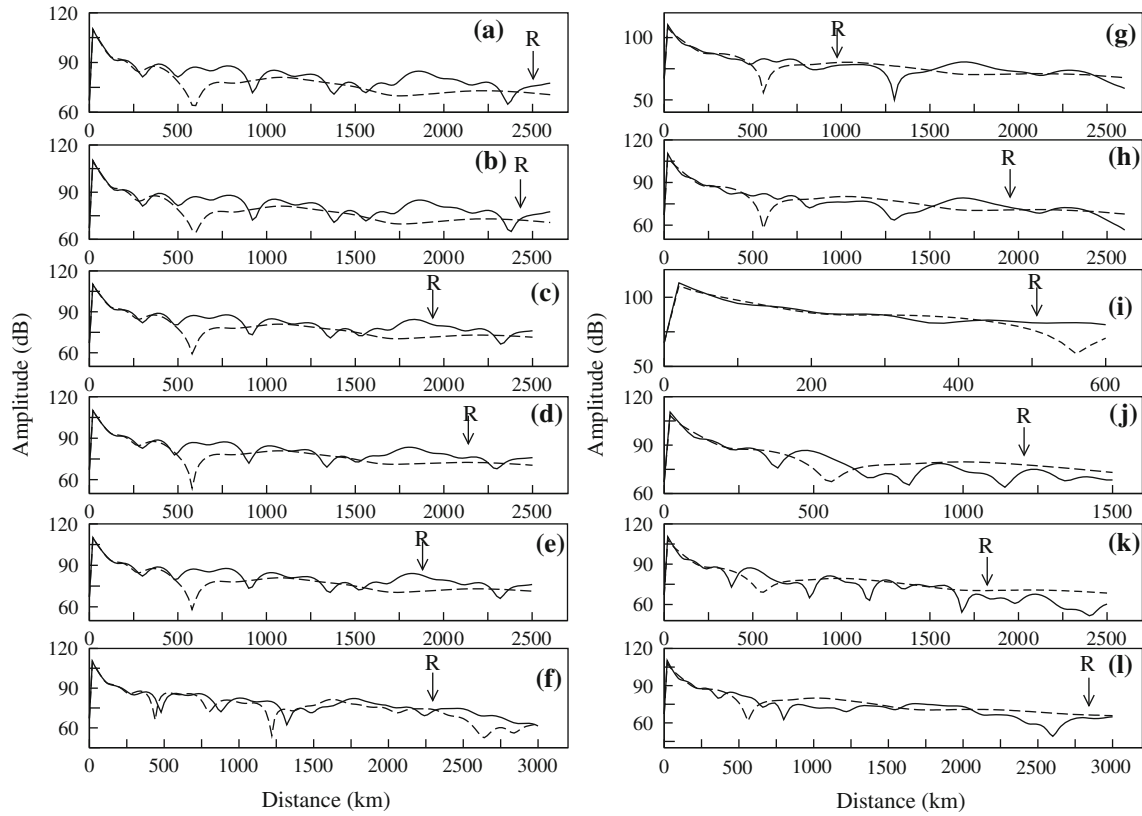 120 90 60
(a) R
0 500 1000 1500 2000 2500
120 90 60
(b) R
0 500 1000 1500 2000 2500
120 90 60
(c) R
0 500 1000 1500 2000 2500
120 90 60
(d) R
0 500 1000 1500 2000 2500
120 90 60
(e) R
0 500 1000 1500 2000 2500
120 90 60
(f) R
0 500 1000 1500 2000 2500 3000
Amplitude (dB)
Distance (km)
100 50
(g) R
0 500 1000 1500 2000 2500
120 90 60
(h) R
0 500 1000 1500 2000 2500
100 50
(i) R
0 200 400 600
120 90 60
(j) R
0 500 1000 1500
120 90 60
(k) R
0 500 1000 1500 2000 2500
120 90 60
(l) R
0 500 1000 1500 2000 2500 3000
Amplitude (dB)
Distance (km)